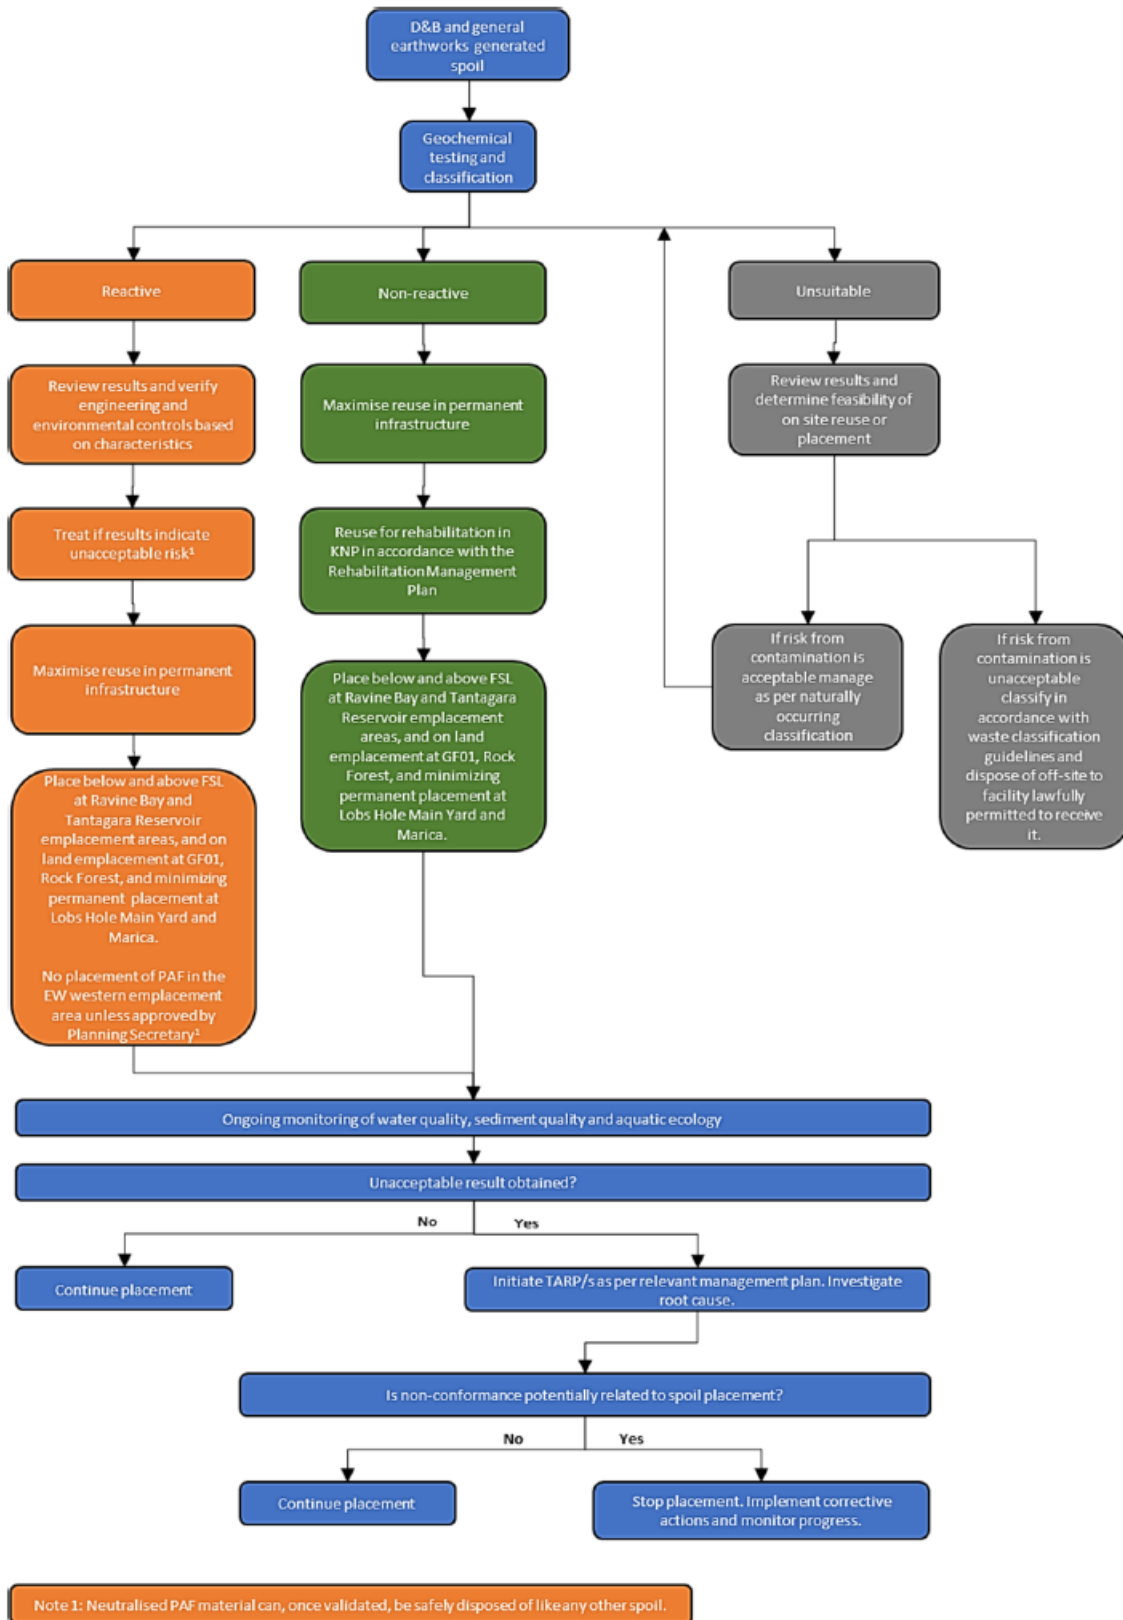 D&B and general
earthworks generated
spoil
Geochemical
testing and
classification
Reactive
Non-reactive
Unsuitable
Review results and verify
engineering and
environmental controls based
on characteristics
Maximise reuse in permanent
infrastructure
Review results and
determine feasibility of
on site reuse or
placement
Treat if results indicate
unacceptable risk¹
Reuse for rehabilitation in
KNP in accordance with the
Rehabilitation Management
Plan
Maximise reuse in permanent
infrastructure
Place below and above FSL
at Ravine Bay and Tantagara
Reservoir emplacement
areas, and on land
emplacement at GF01, Rock
Forest, and minimizing
permanent placement at
Lobs Hole Main Yard and
Marica.
If risk from
contamination is
acceptable manage
as per naturally
occurring
classification
If risk from
contamination is
unacceptable
classify in
accordance with
waste classification
guidelines and
dispose of off-site to
facility lawfully
permitted to receive
it.
Place below and above FSL
at Ravine Bay and
Tantagara Reservoir
emplacement areas, and on
land emplacement at GF01,
Rock Forest, and minimizing
permanent placement at
Lobs Hole Main Yard and
Marica.
No placement of PAF in the
EW western emplacement
area unless approved by
Planning Secretary¹
Ongoing monitoring of water quality, sediment quality and aquatic ecology
Unacceptable result obtained?
No
Yes
Continue placement
Initiate TARP/s as per relevant management plan. Investigate
root cause.
Is non-conformance potentially related to spoil placement?
No
Yes
Continue placement
Stop placement. Implement corrective
actions and monitor progress.
Note 1: Neutralised PAF material can, once validated, be safely disposed of like any other spoil.